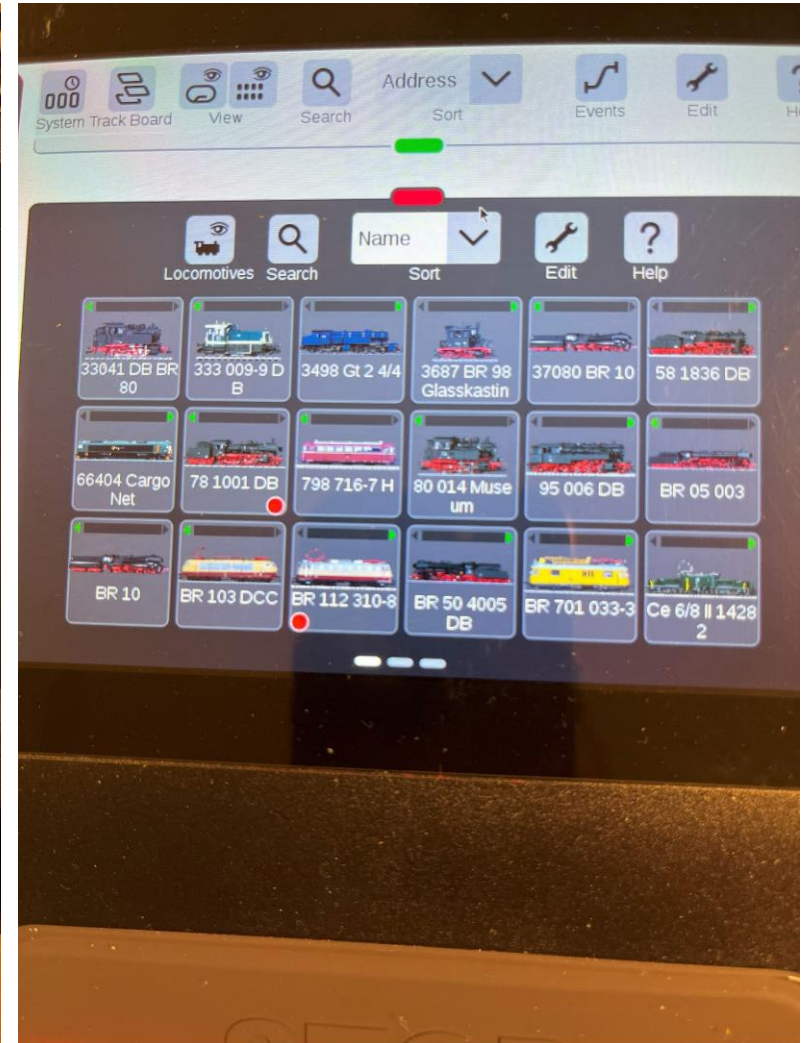 Address
System Track Board
View
Search
Sort
Events
Edit
Name
Locomotives
Search
Sort
Edit
Help
33041 DB BR
80
333 009-9 D
B
3498 Gt 2 4/4
3687 BR 98
Glasskastin
37080 BR 10
58 1836 DB
66404 Cargo
Net
78 1001 DB
798 716-7 H
80 014 Muse
um
95 006 DB
BR 05 003
BR 10
BR 103 DCC
BR 112 310-8
BR 50 4005
DB
BR 701 033-3
Ce 6/8 II 1428
2